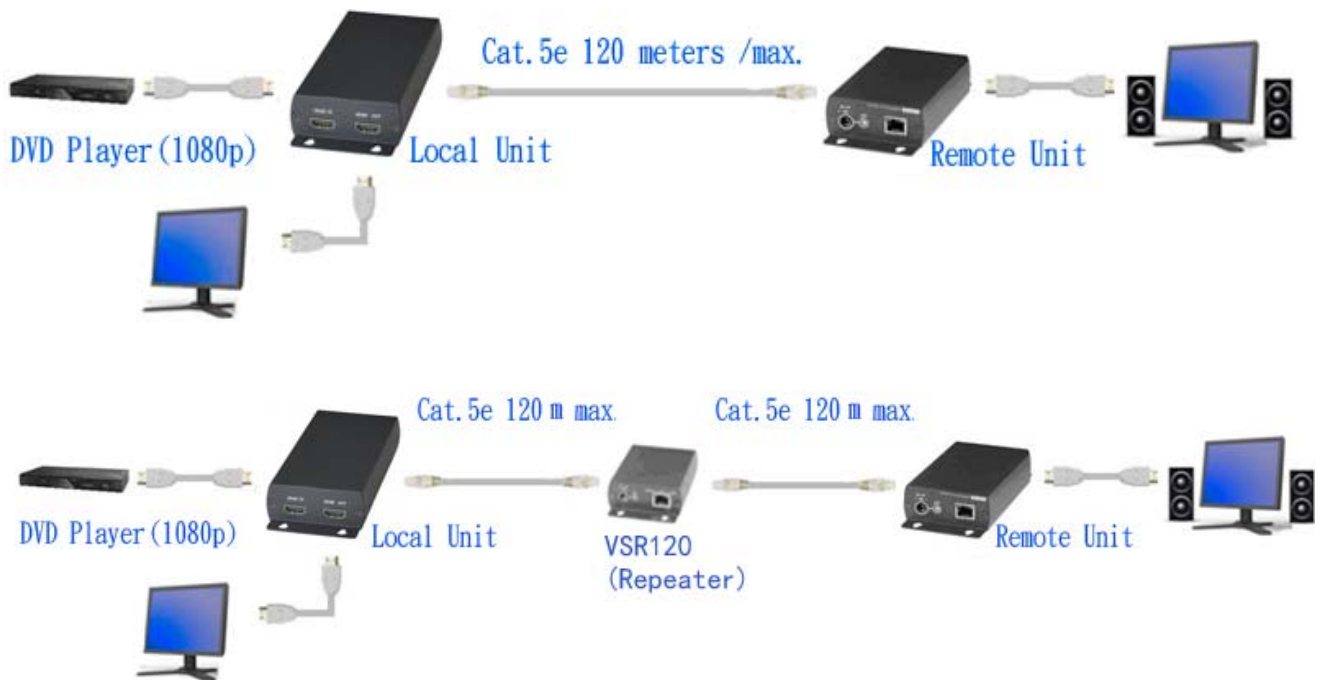 Cat.5e 120 meters /max.
DVD Player(1080p)
Local Unit
Remote Unit
Cat.5e 120 m max.
Cat.5e 120 m max.
DVD Player(1080p)
Local Unit
VSR120
(Repeater)
Remote Unit